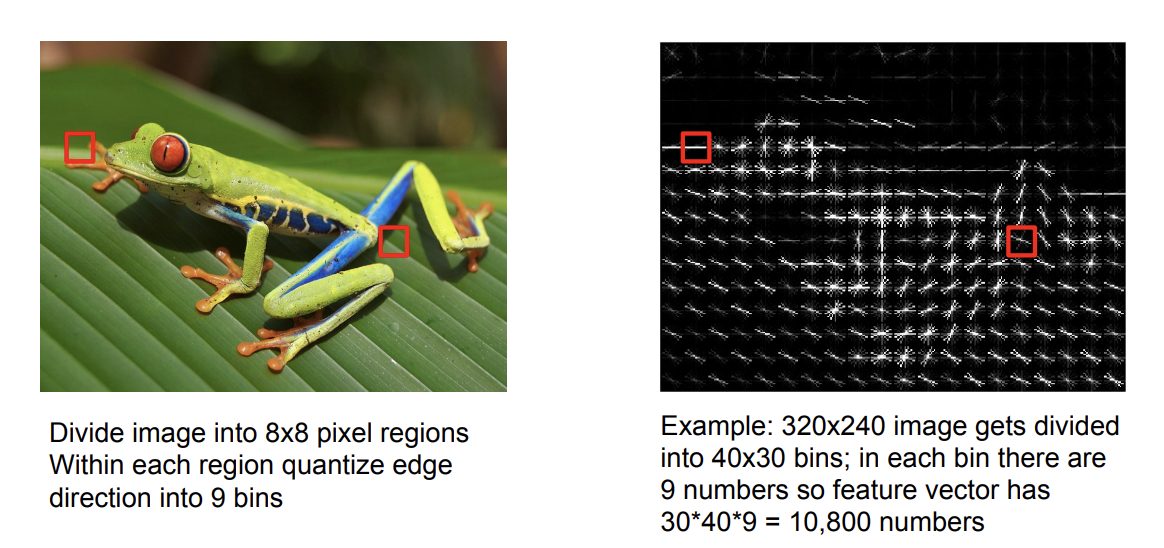 Divide image into 8x8 pixel regions
Within each region quantize edge
direction into 9 bins
Example: 320x240 image gets divided
into 40x30 bins; in each bin there are
9 numbers so feature vector has
30*40*9 = 10,800 numbers